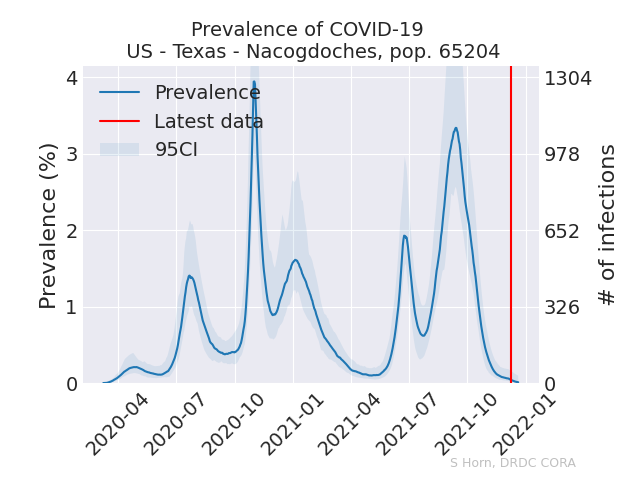 Prevalence of COVID-19
US - Texas - Nacogdoches, pop. 65204
Prevalence
Latest data
95CI
Prevalence (%)
4
3
2
1
0
# of infections
1304
978
652
326
0
2020-04
2020-07
2020-10
2021-01
2021-04
2021-07
2021-10
2022-01
S Horn, DRDC CORA